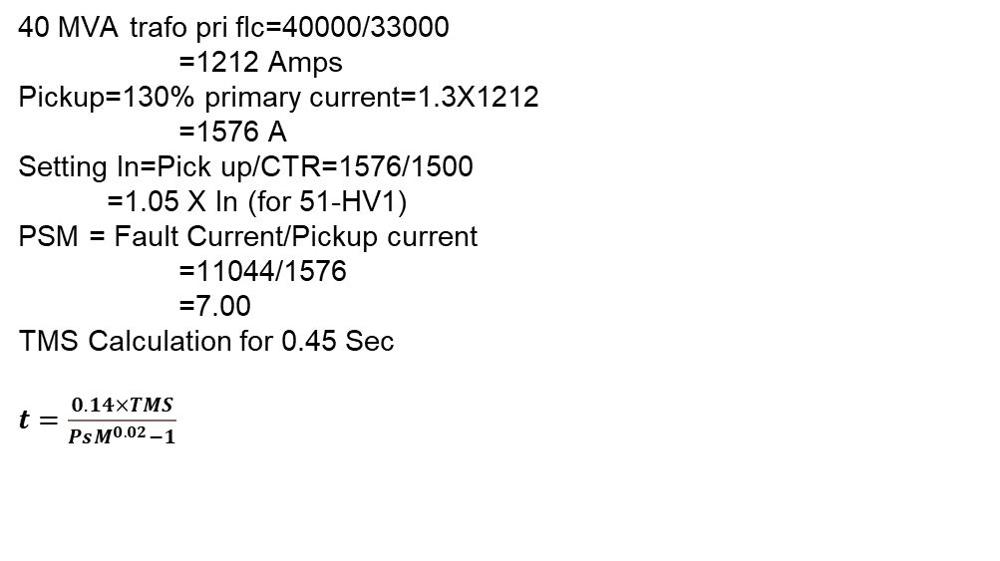 40 MVA trafo pri flc=40000/33000
=1212 Amps
Pickup=130% primary current=1.3X1212
=1576 A
Setting In=Pick up/CTR=1576/1500
=1.05 X In (for 51-HV1)
PSM = Fault Current/Pickup current
=11044/1576
=7.00
TMS Calculation for 0.45 Sec
t = 0.14×TMS / PsM^0.02 −1